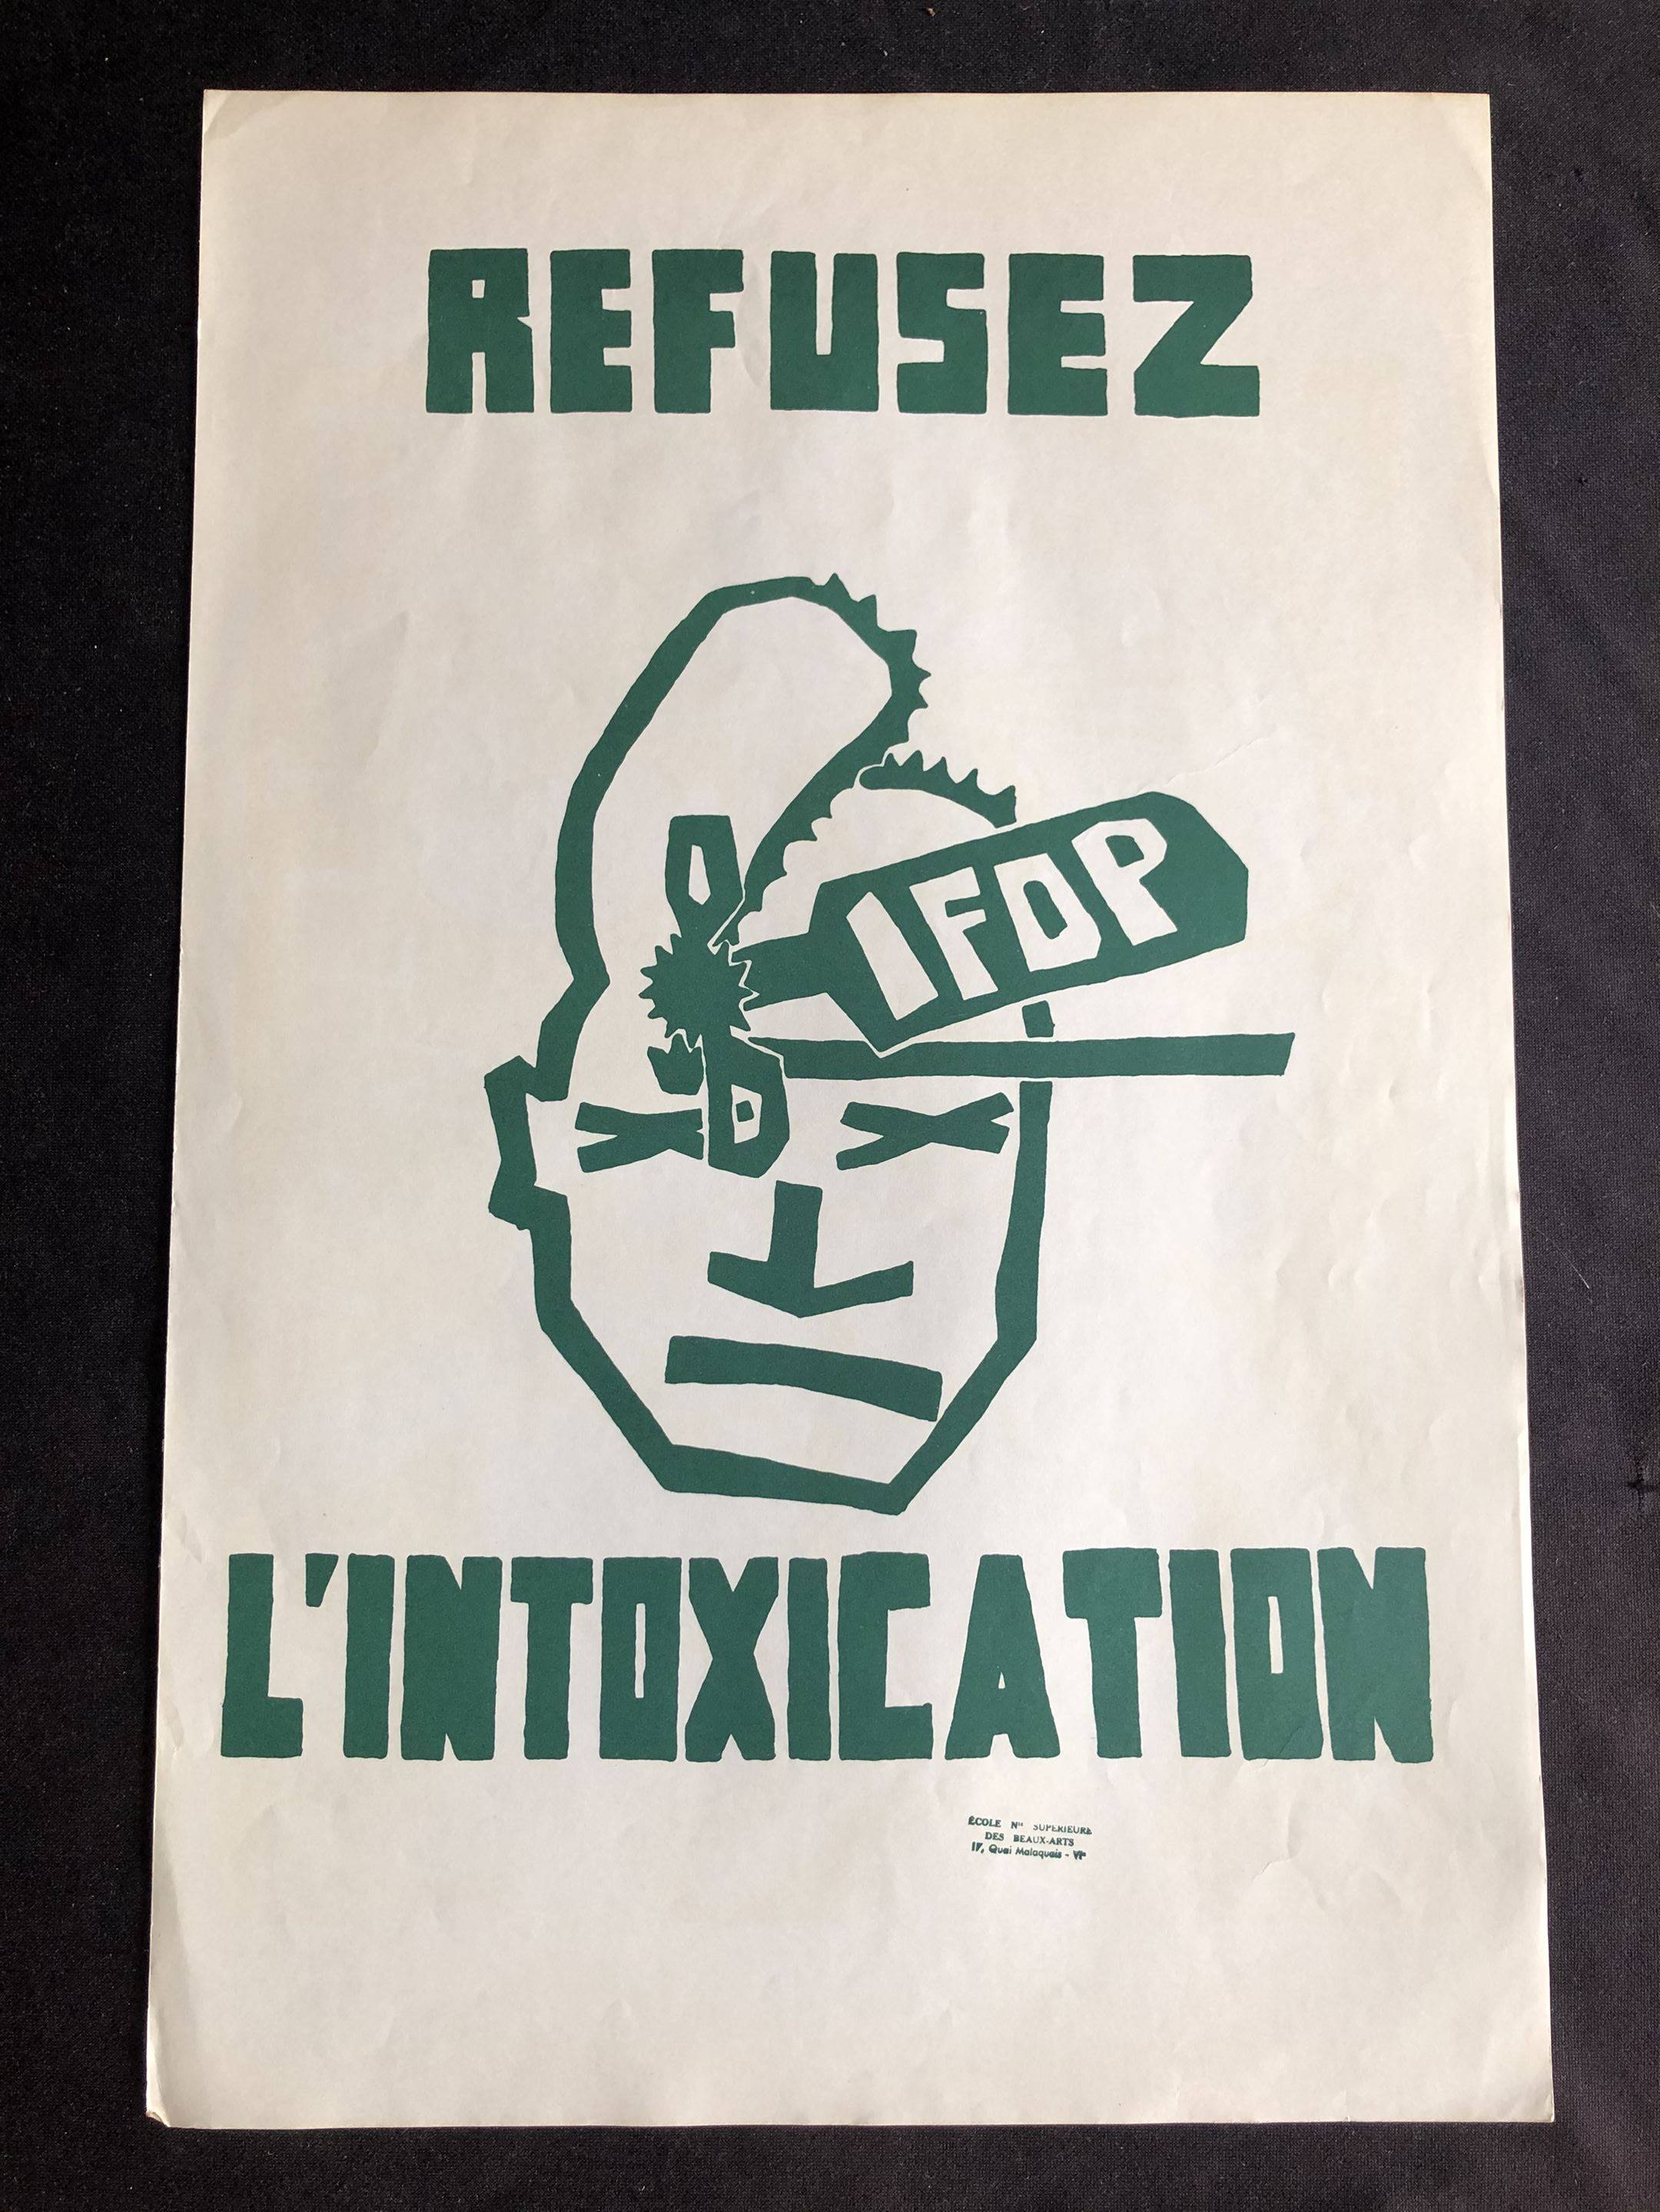 REFUSEZ
IFOP
L'INTOXICATION
ÉCOLE Nle SUPÉRIEURE
DES BEAUX-ARTS
17, Quai Malaquais - VIe